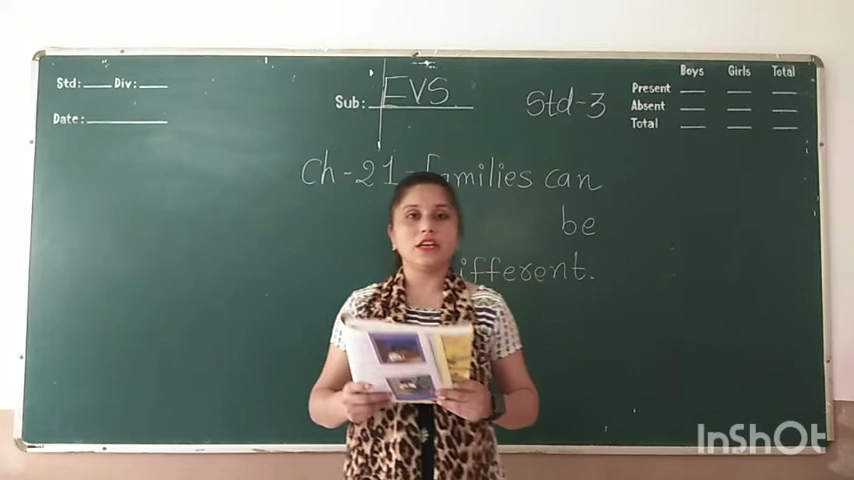 Boys Girls Total
Std: Div:
Present
Sub: EVS Std-3
Absent
Date:
Total
Ch-21 families can
be
ifferent.
InShOt